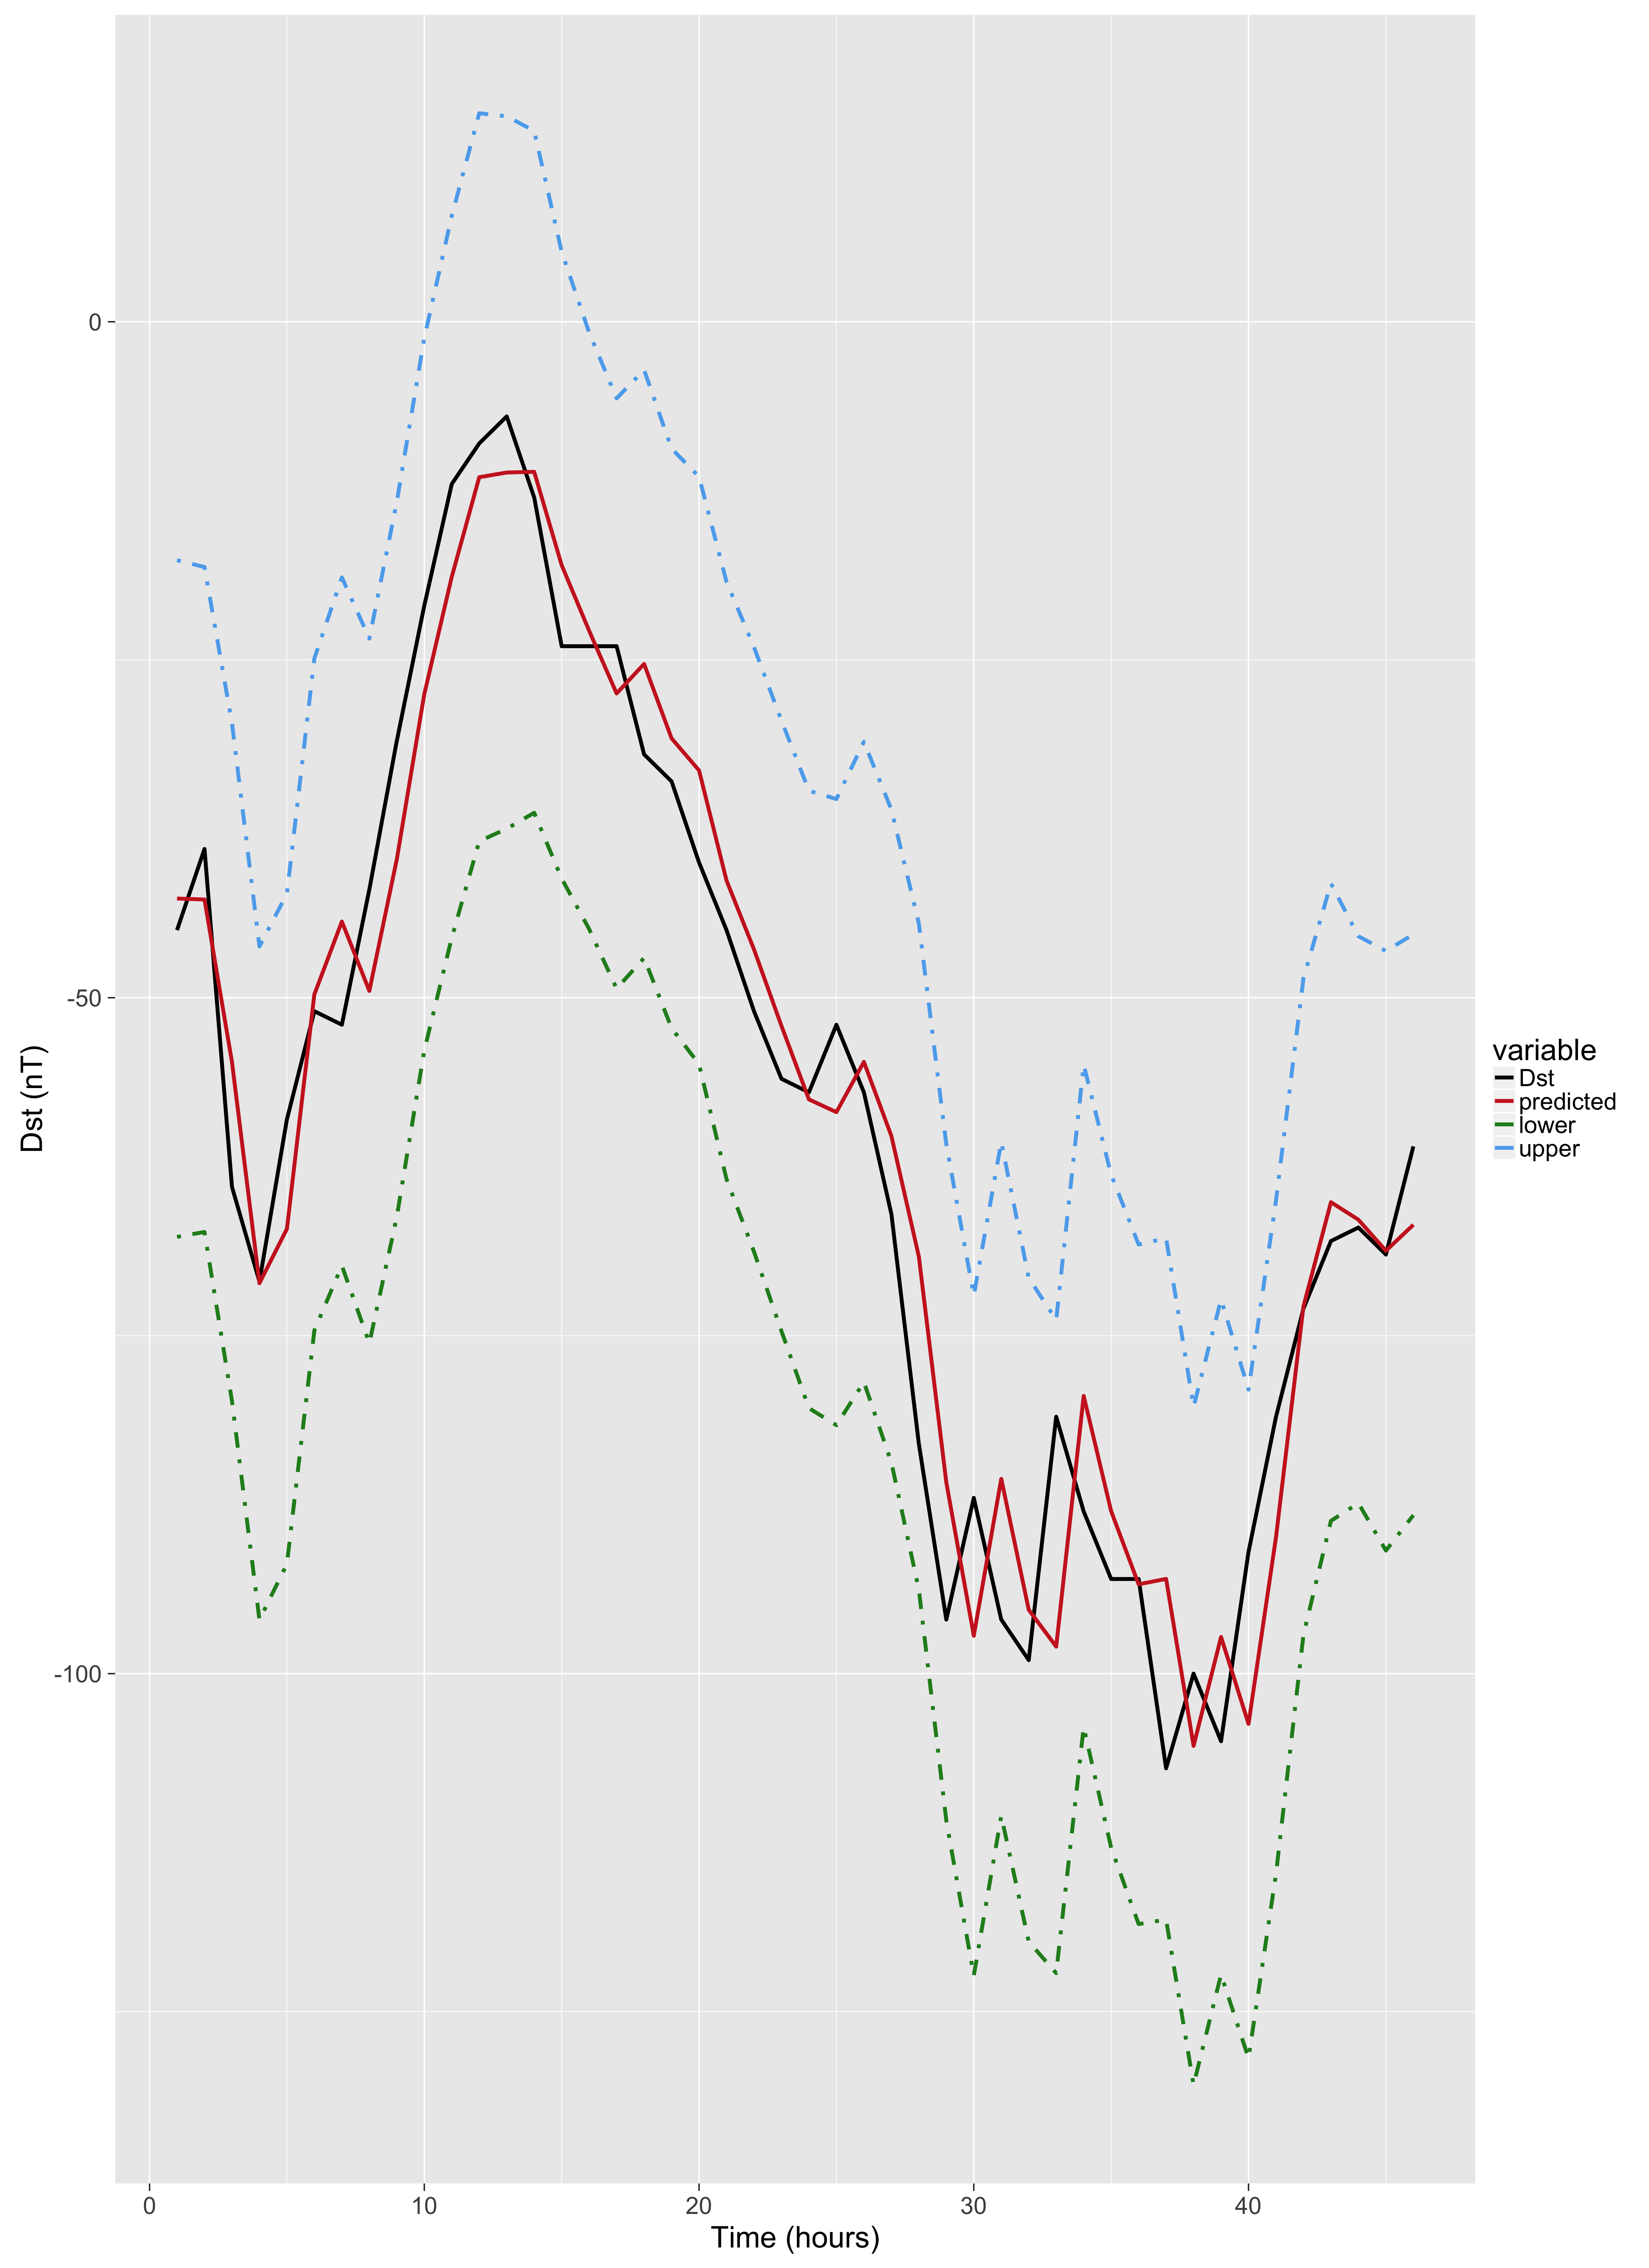 0
-50
-100
Dst (nT)
0
10
20
30
40
Time (hours)
variable
Dst
predicted
lower
upper